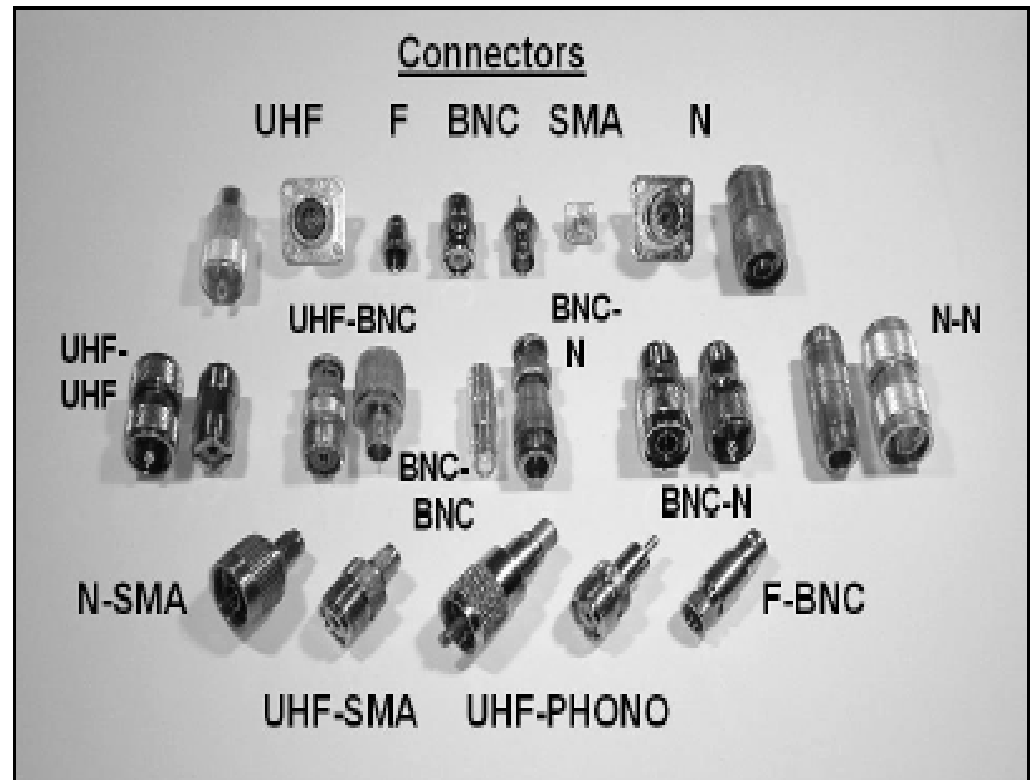 Connectors
UHF F BNC SMA N
UHF-BNC
BNC-
N
N-N
UHF-
UHF
BNC-
BNC
BNC-N
N-SMA
F-BNC
UHF-SMA UHF-PHONO